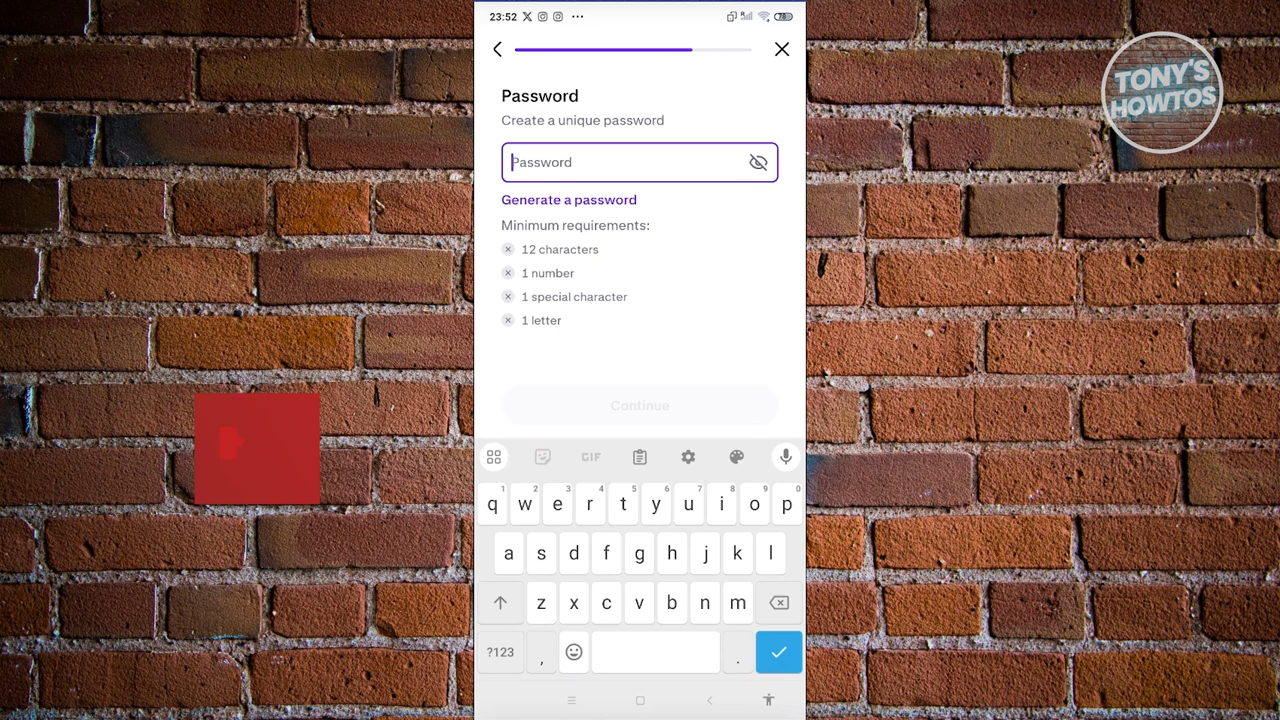 23:52
78
TONY'S
HOWTOS
Password
Create a unique password
Password
Generate a password
Minimum requirements:
12 characters
1 number
1 special character
1 letter
Continue
GIF
1 2 3 4 5 6 7 8 9 0
q w e r t y u i o p
a s d f g h j k l
z x c v b n m
?123 , .